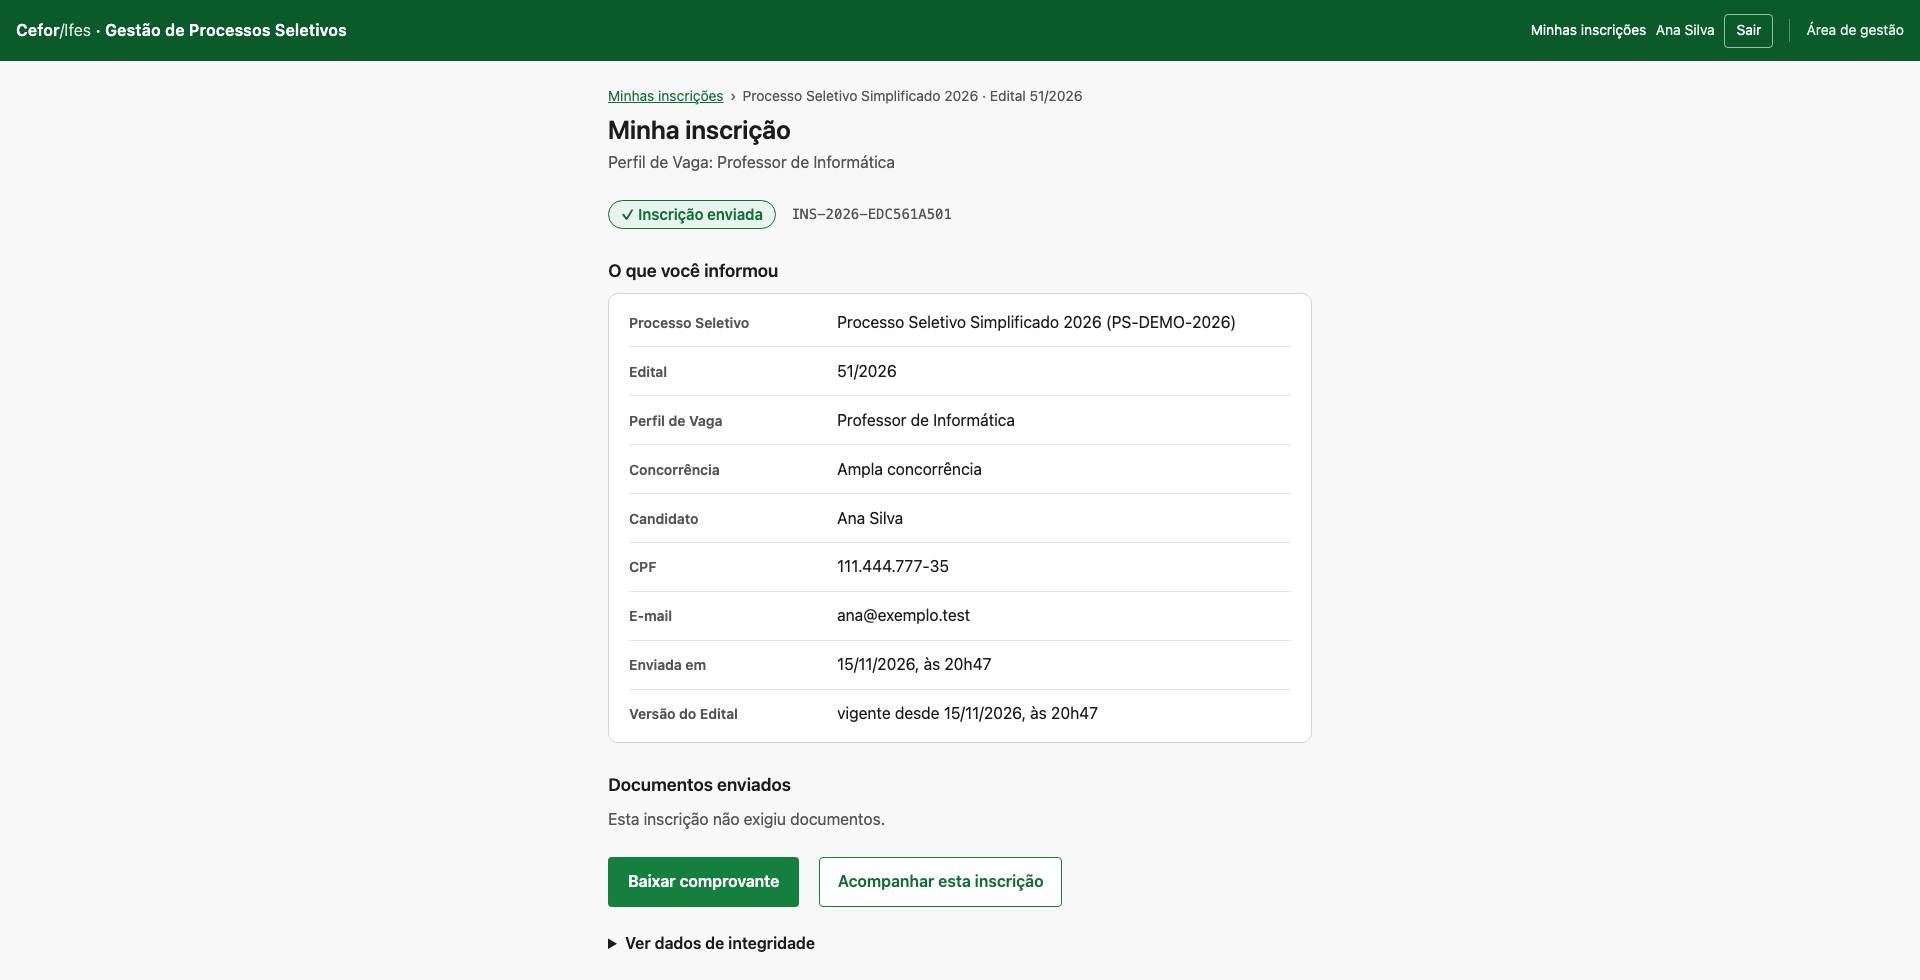 Cefor/Ifes · Gestão de Processos Seletivos
Minhas inscrições Ana Silva Sair Área de gestão
Minhas inscrições › Processo Seletivo Simplificado 2026 · Edital 51/2026
Minha inscrição
Perfil de Vaga: Professor de Informática
✓ Inscrição enviada INS-2026-EDC561A501
O que você informou
Processo Seletivo Processo Seletivo Simplificado 2026 (PS-DEMO-2026)
Edital 51/2026
Perfil de Vaga Professor de Informática
Concorrência Ampla concorrência
Candidato Ana Silva
CPF 111.444.777-35
E-mail ana@exemplo.test
Enviada em 15/11/2026, às 20h47
Versão do Edital vigente desde 15/11/2026, às 20h47
Documentos enviados
Esta inscrição não exigiu documentos.
Baixar comprovante Acompanhar esta inscrição
▶ Ver dados de integridade